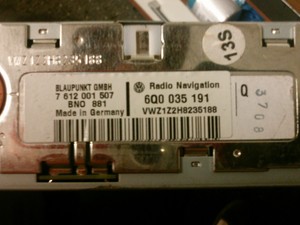 13S
VWZ1Z2H8235188
BLAUPUNKT GMBH
7 612 001 507
BNO 881
Made in Germany
Radio Navigation
6Q0 035 191
VWZ1Z2H8235188
Q
3708